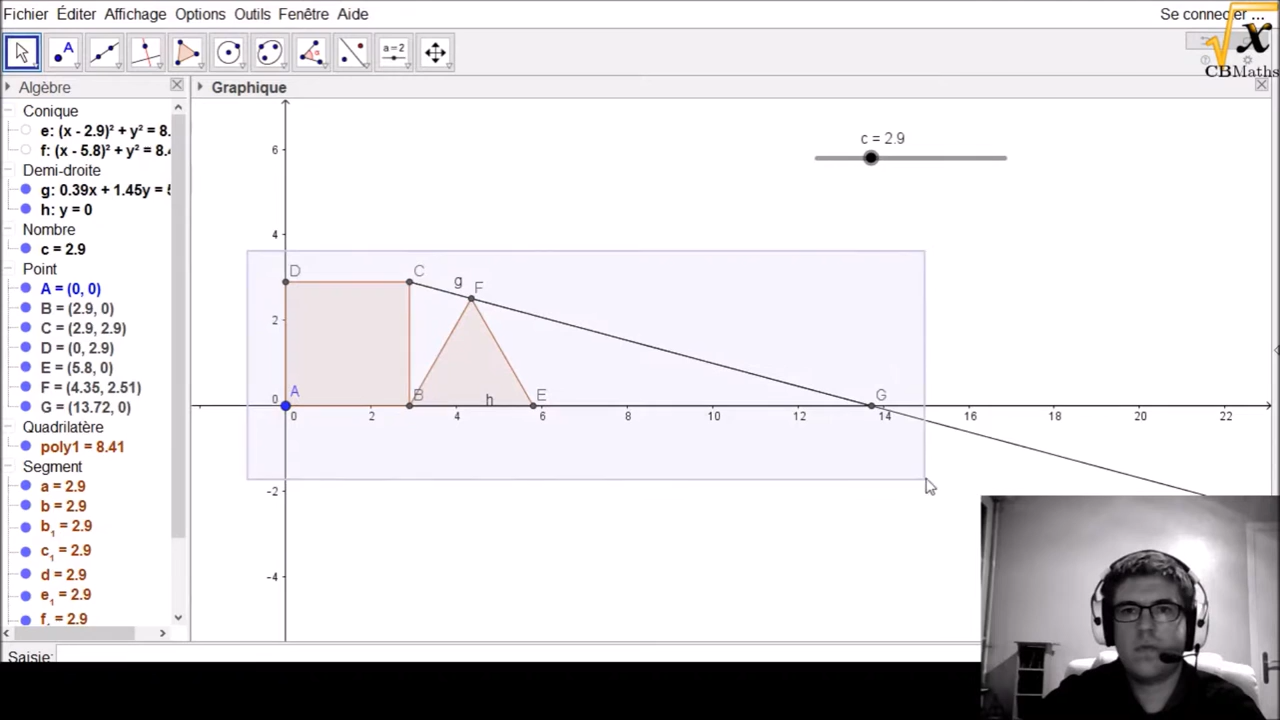 Fichier Éditer Affichage Options Outils Fenêtre Aide
Se connecter ...
A
a=2
x
CBMaths
Algèbre
Graphique
Conique
e: (x - 2.9)² + y² = 8.
f: (x - 5.8)² + y² = 8.
Demi-droite
g: 0.39x + 1.45y =
h: y = 0
Nombre
c = 2.9
Point
A = (0, 0)
B = (2.9, 0)
C = (2.9, 2.9)
D = (0, 2.9)
E = (5.8, 0)
F = (4.35, 2.51)
G = (13.72, 0)
Quadrilatère
poly1 = 8.41
Segment
a = 2.9
b = 2.9
b₁ = 2.9
c₁ = 2.9
d = 2.9
e₁ = 2.9
f = 2.9
c = 2.9
6
4
D C g F
2
A B h E G
0
0 2 4 6 8 10 12 14 16 18 20 22
-2
-4
Saisie: